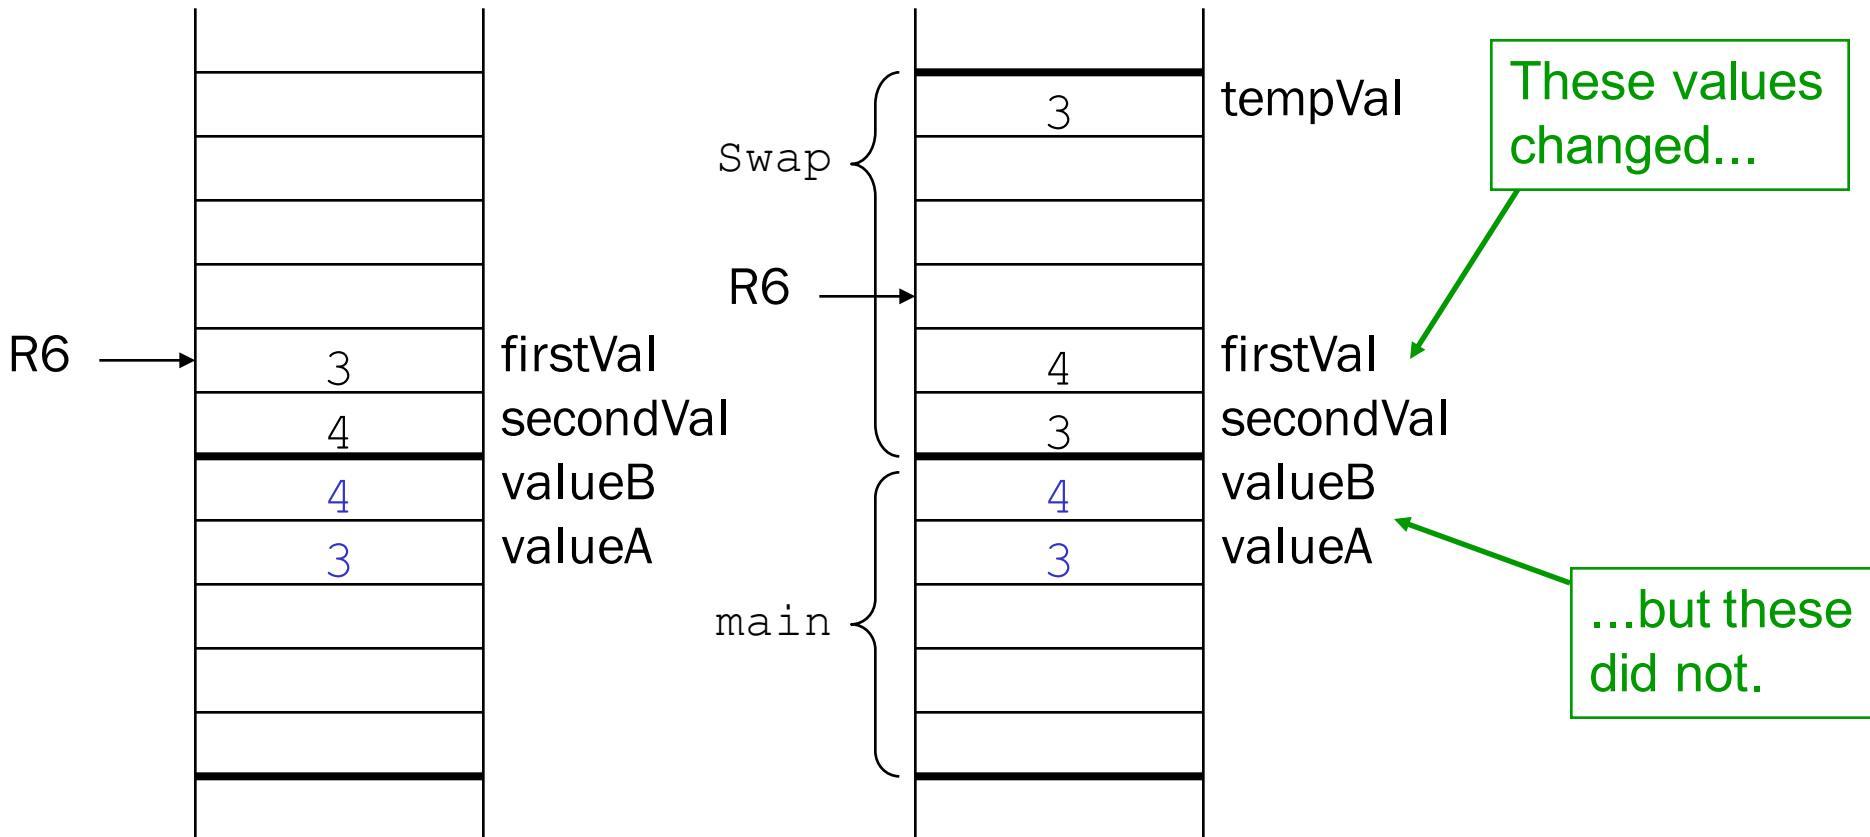 3 tempVal
These values
changed...
Swap
R6
R6
3 firstVal
4 firstVal
4 secondVal
3 secondVal
4 valueB
4 valueB
3 valueA
3 valueA
main
...but these
did not.